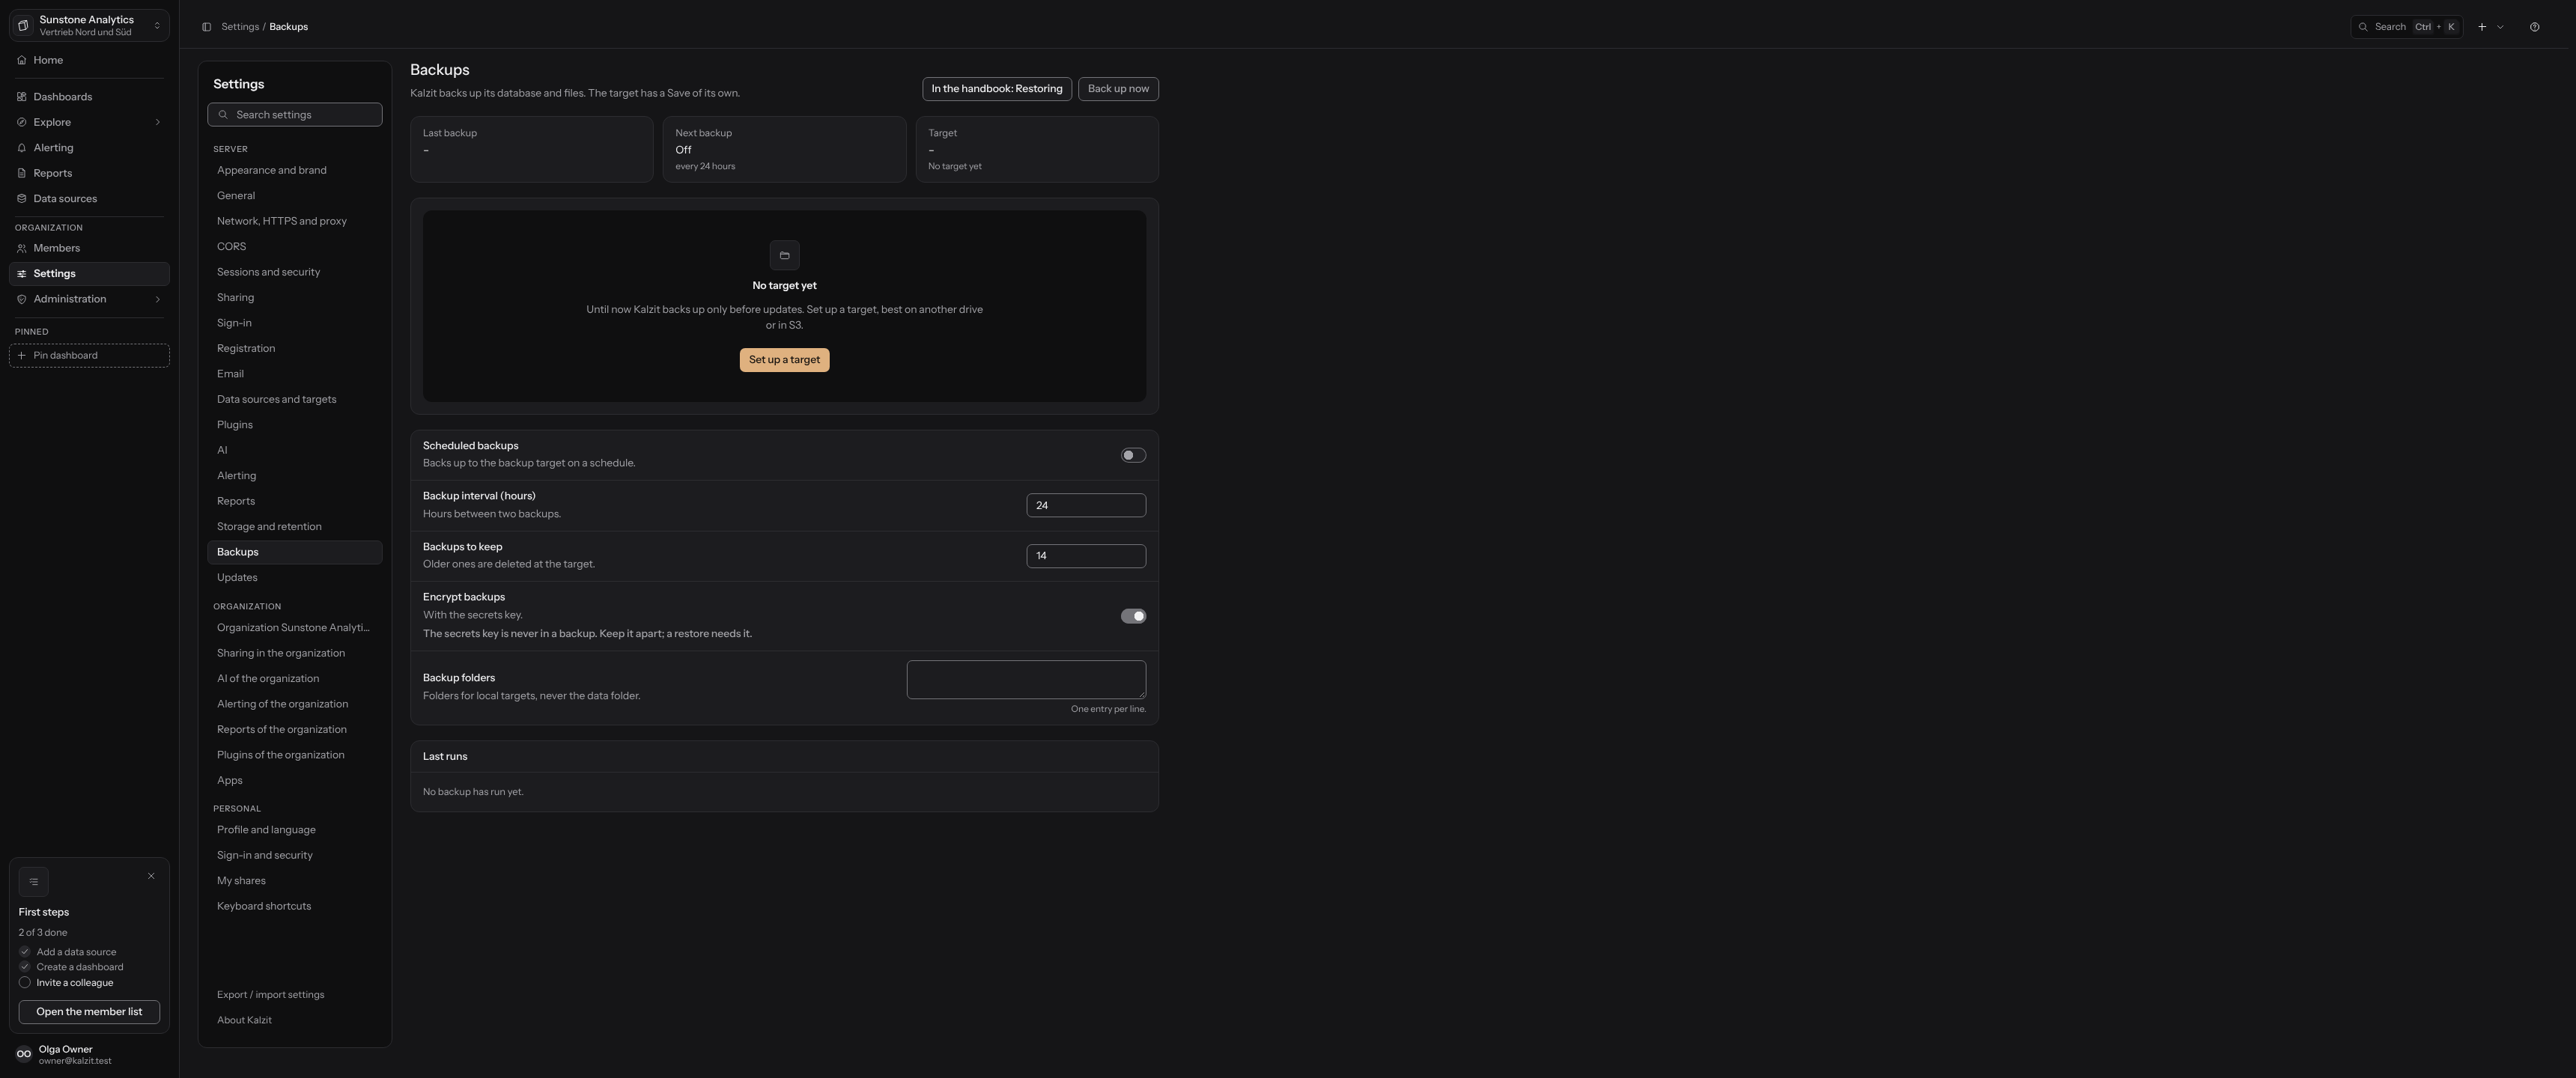 Sunstone Analytics
Vertrieb Nord und Süd
Home
Dashboards
Explore
Alerting
Reports
Data sources
ORGANIZATION
Members
Settings
Administration
PINNED
Pin dashboard
First steps
2 of 3 done
Add a data source
Create a dashboard
Invite a colleague
Open the member list
OO
Olga Owner
owner@kalzit.test
Settings / Backups
Search Ctrl + K
Settings
Search settings
SERVER
Appearance and brand
General
Network, HTTPS and proxy
CORS
Sessions and security
Sharing
Sign-in
Registration
Email
Data sources and targets
Plugins
AI
Alerting
Reports
Storage and retention
Backups
Updates
ORGANIZATION
Organization Sunstone Analyti...
Sharing in the organization
AI of the organization
Alerting of the organization
Reports of the organization
Plugins of the organization
Apps
PERSONAL
Profile and language
Sign-in and security
My shares
Keyboard shortcuts
Export / import settings
About Kalzit
Backups
Kalzit backs up its database and files. The target has a Save of its own.
In the handbook: Restoring
Back up now
Last backup
–
Next backup
Off
every 24 hours
Target
–
No target yet
No target yet
Until now Kalzit backs up only before updates. Set up a target, best on another drive
or in S3.
Set up a target
Scheduled backups
Backs up to the backup target on a schedule.
Backup interval (hours)
Hours between two backups.
24
Backups to keep
Older ones are deleted at the target.
14
Encrypt backups
With the secrets key.
The secrets key is never in a backup. Keep it apart; a restore needs it.
Backup folders
Folders for local targets, never the data folder.
One entry per line.
Last runs
No backup has run yet.